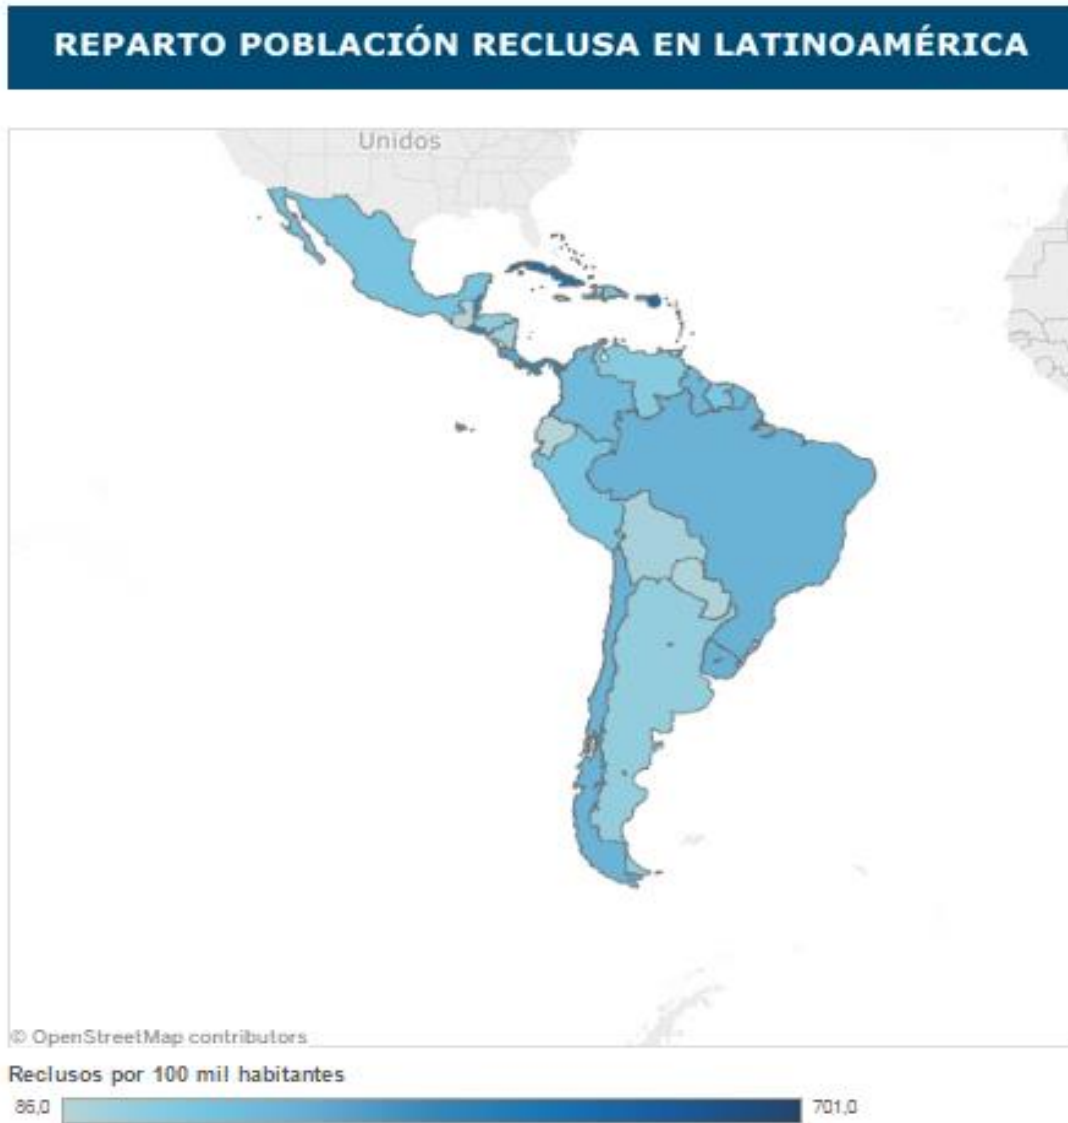 REPARTO POBLACIÓN RECLUSA EN LATINOAMÉRICA
Unidos
© OpenStreetMap contributors
Reclusos por 100 mil habitantes
86,0 701,0